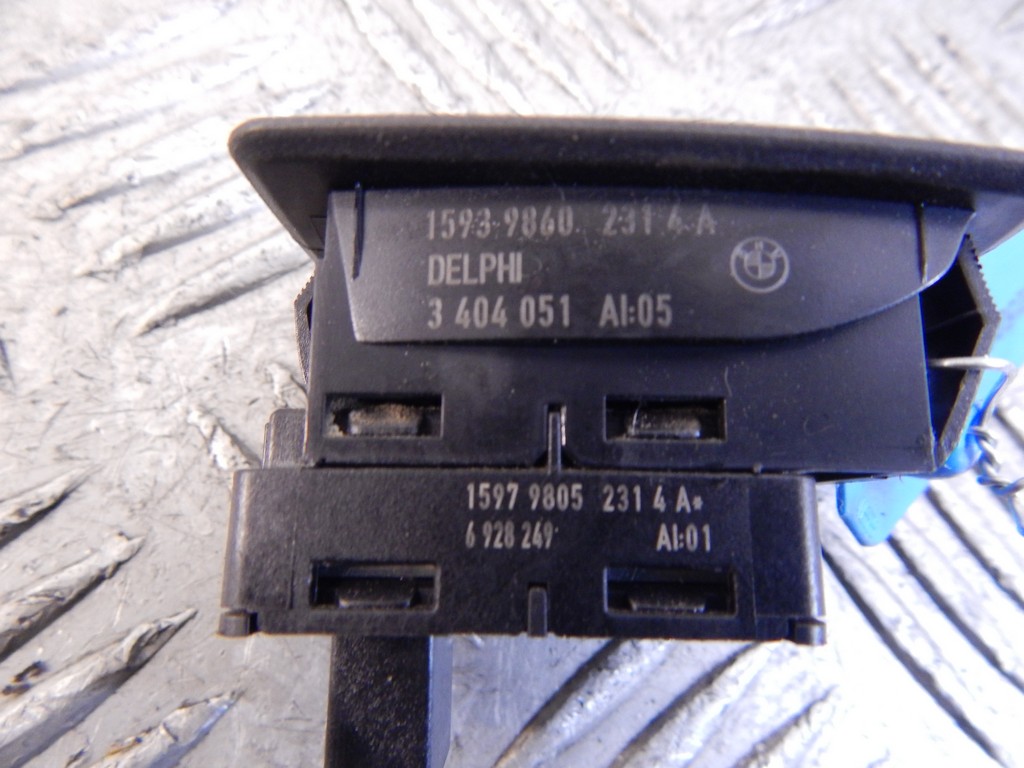 1593 9860 231 4 A
DELPHI
3 404 051 AI:05
1597 9805 231 4 A*
6 928 249 AI:01